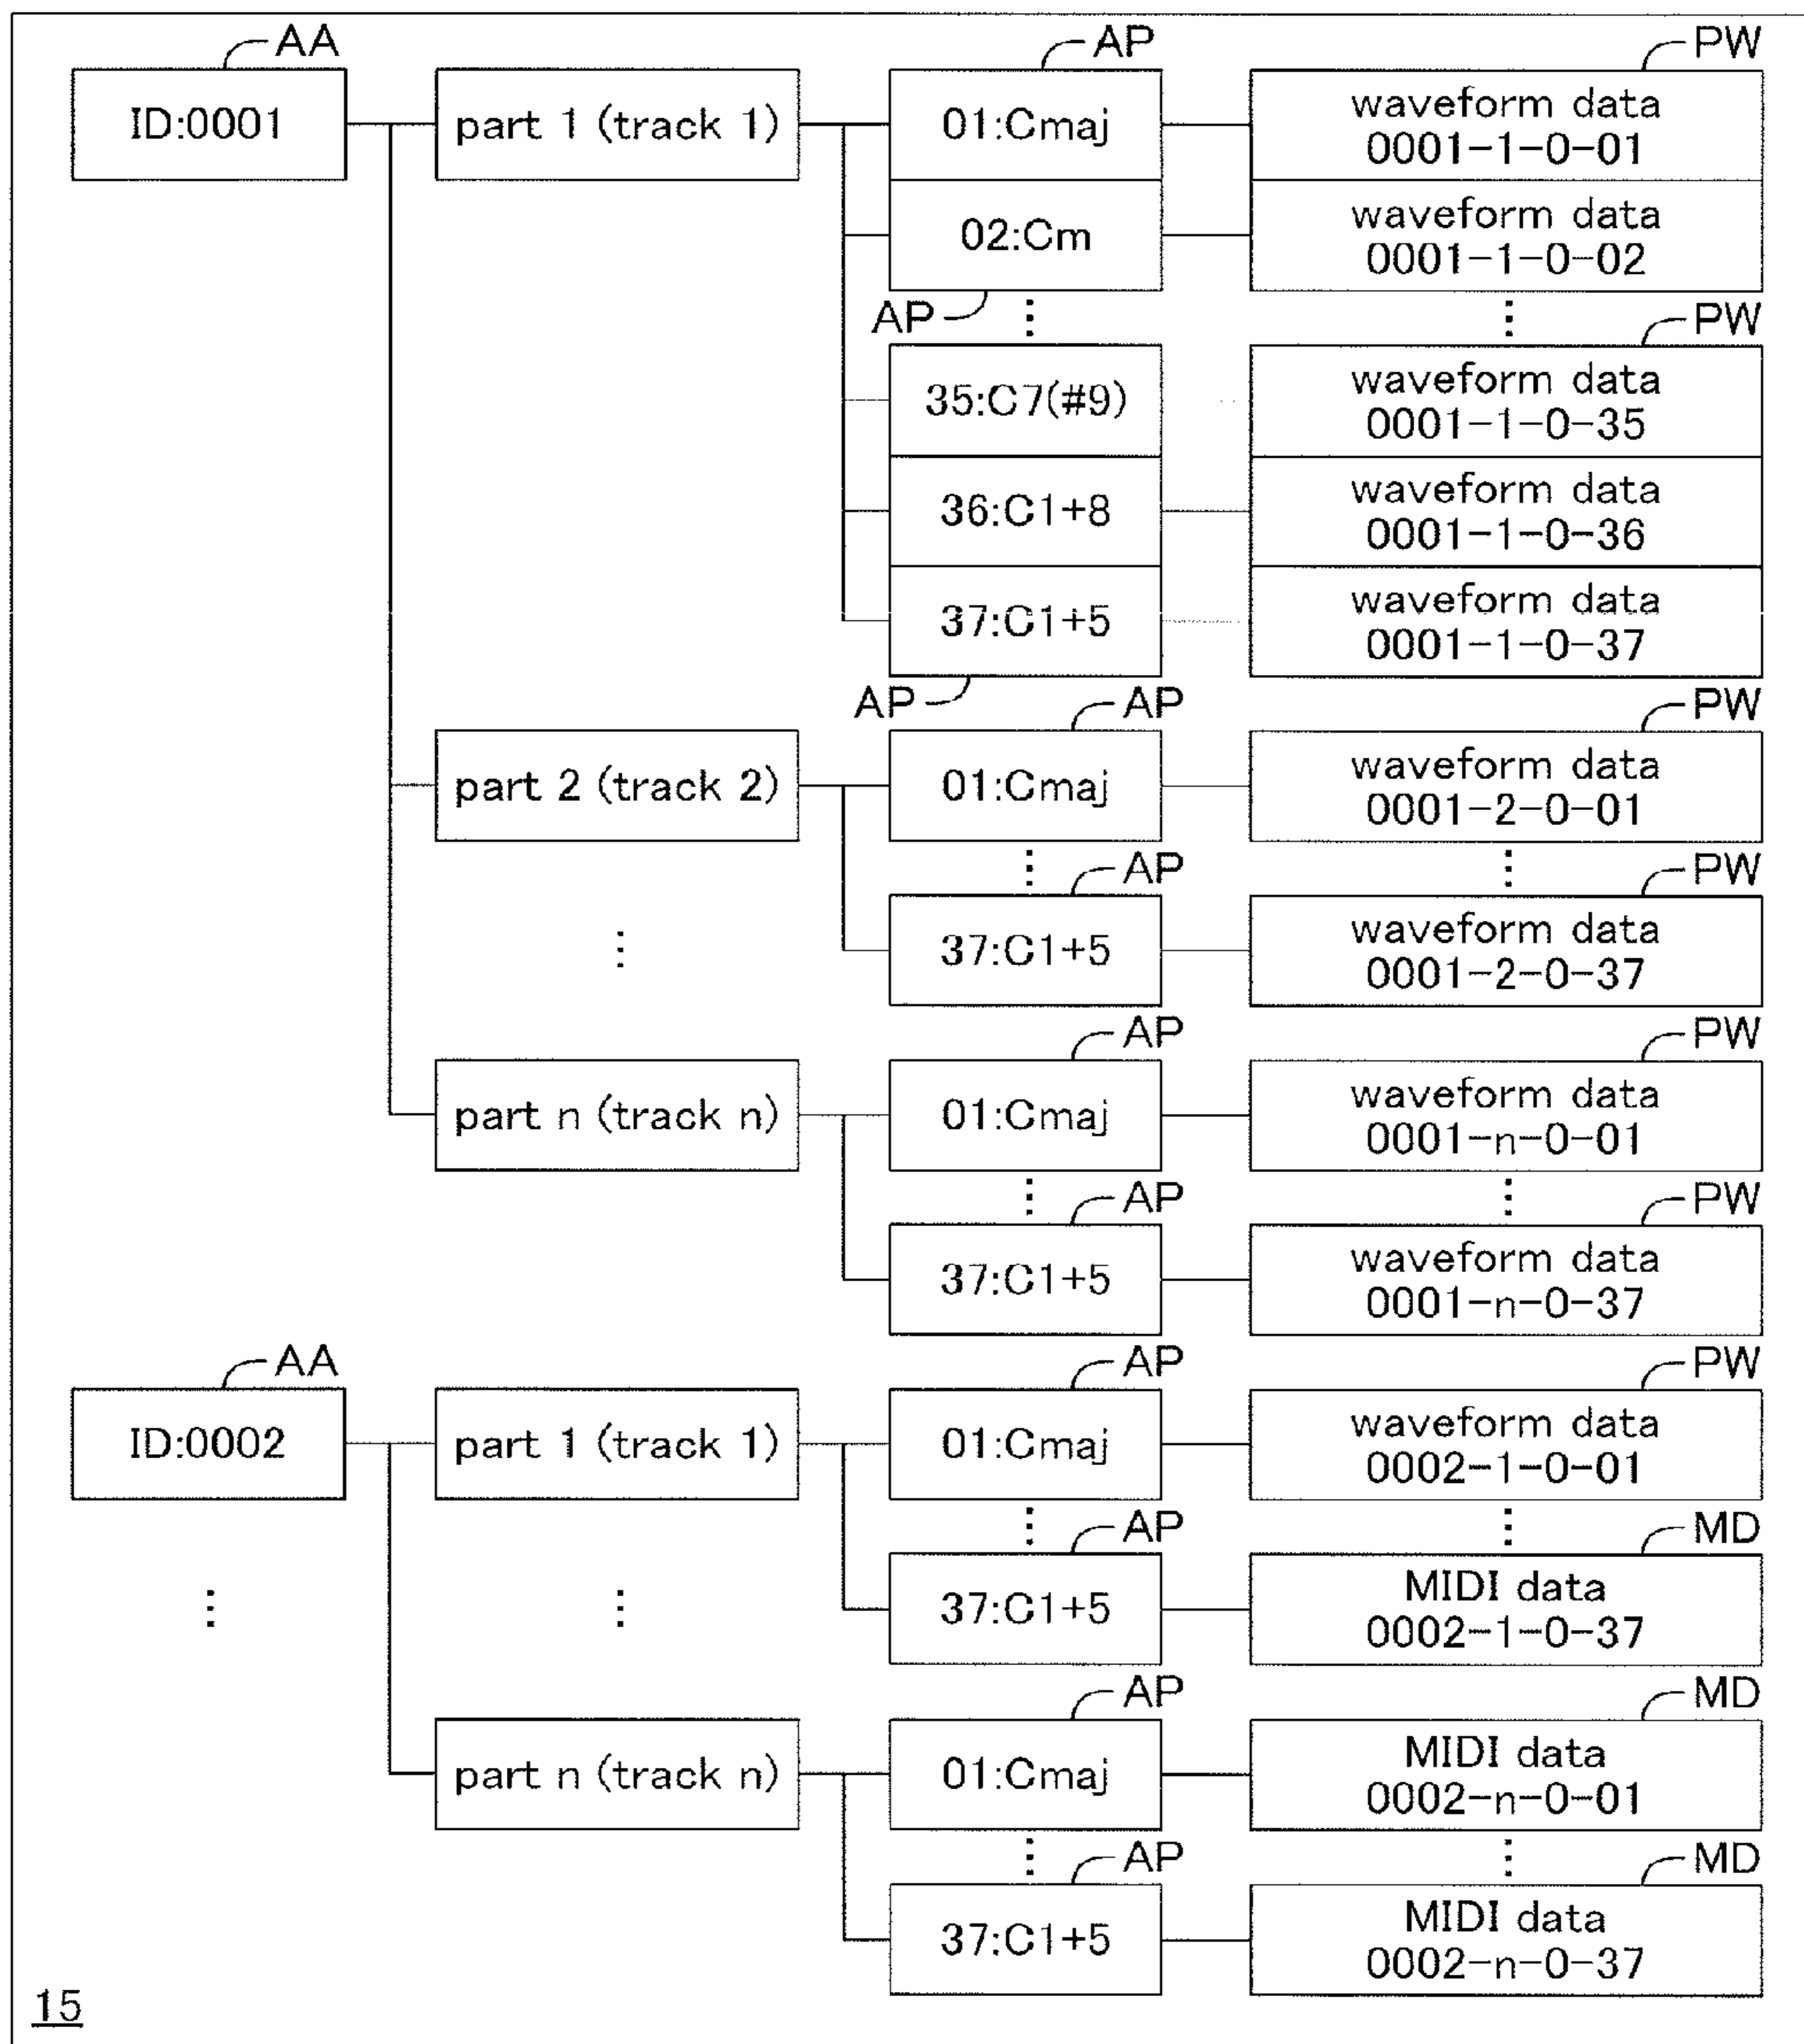 AA
AP
PW
ID:0001
part 1 (track 1)
01:Cmaj
waveform data
0001-1-0-01
02:Cm
waveform data
0001-1-0-02
AP
⋮
⋮
PW
35:C7(#9)
waveform data
0001-1-0-35
36:C1+8
waveform data
0001-1-0-36
37:C1+5
waveform data
0001-1-0-37
AP
AP
PW
part 2 (track 2)
01:Cmaj
waveform data
0001-2-0-01
⋮
AP
⋮
PW
⋮
37:C1+5
waveform data
0001-2-0-37
AP
PW
part n (track n)
01:Cmaj
waveform data
0001-n-0-01
⋮
AP
⋮
PW
37:C1+5
waveform data
0001-n-0-37
AA
AP
PW
ID:0002
part 1 (track 1)
01:Cmaj
waveform data
0002-1-0-01
⋮
AP
⋮
MD
⋮
⋮
37:C1+5
MIDI data
0002-1-0-37
AP
MD
part n (track n)
01:Cmaj
MIDI data
0002-n-0-01
⋮
AP
⋮
MD
37:C1+5
MIDI data
0002-n-0-37
15